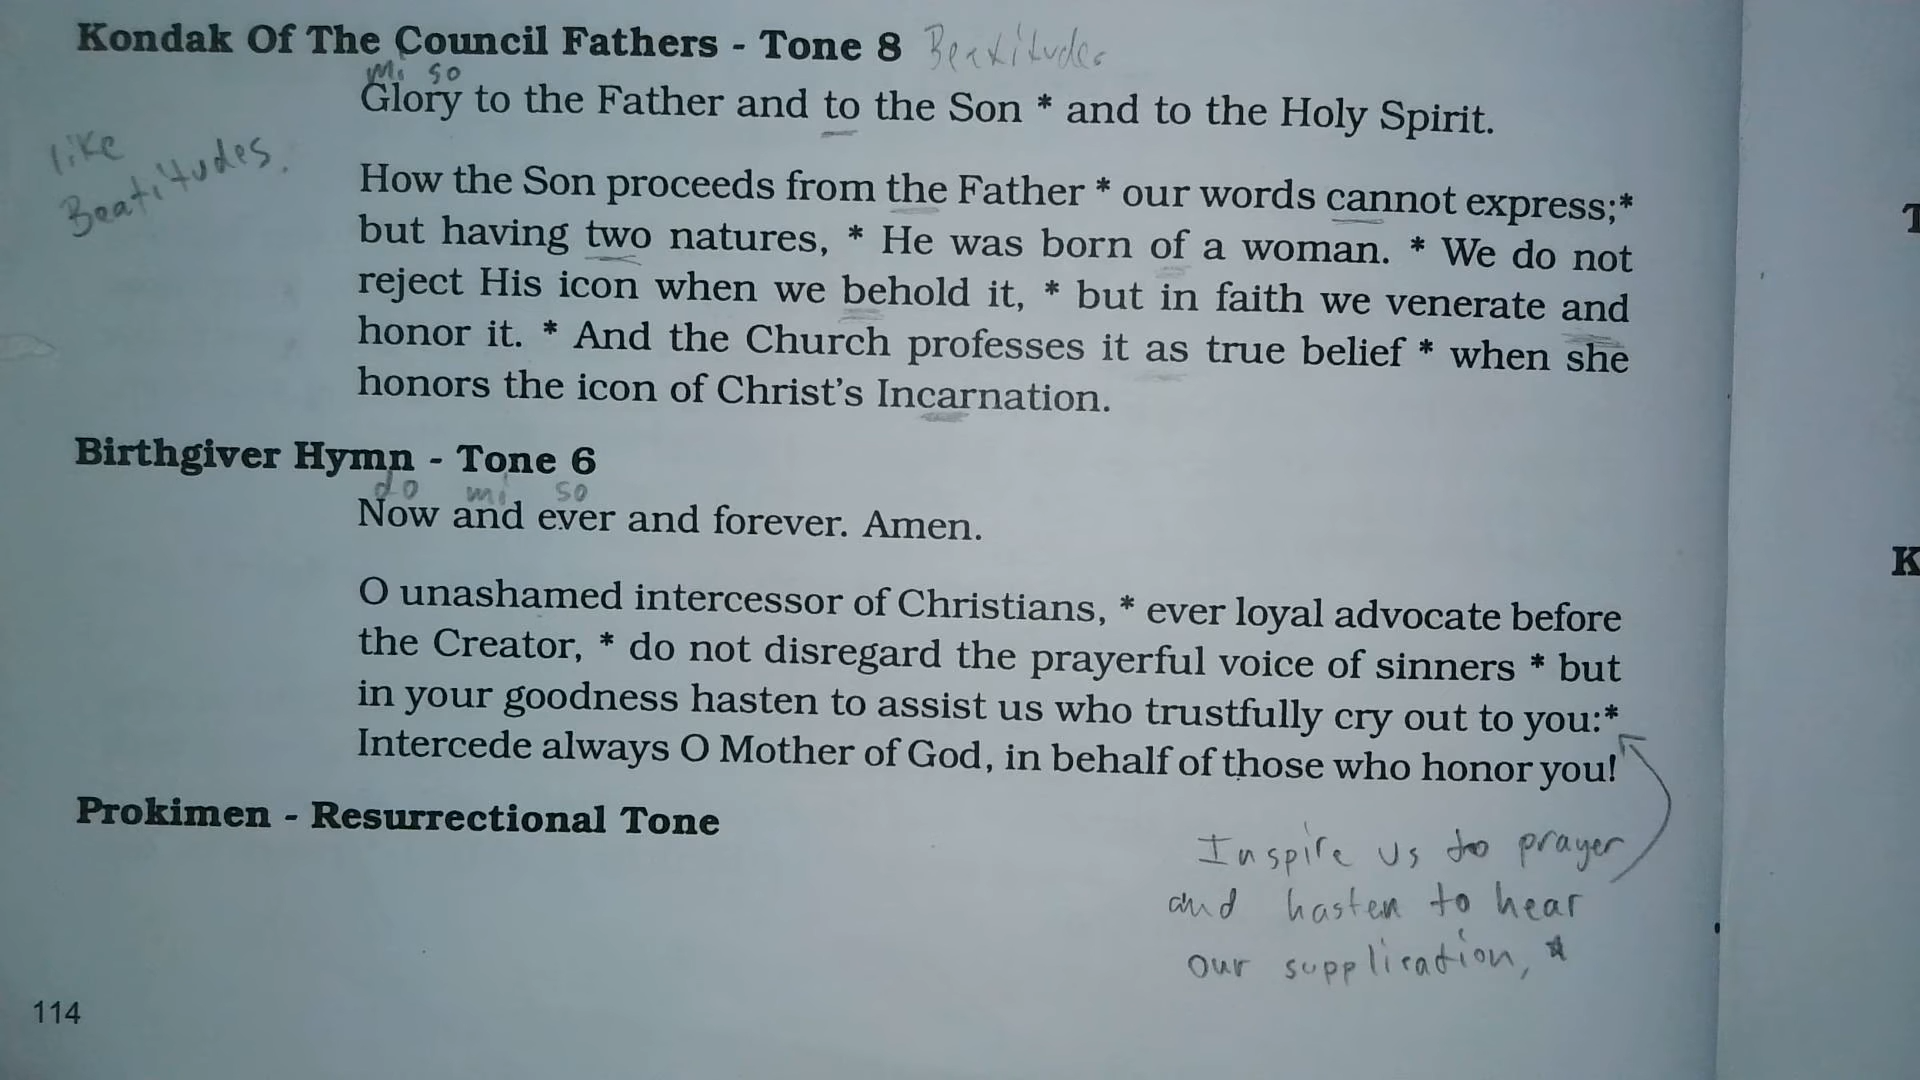 Kondak Of The Council Fathers - Tone 8 Beatitudes
mi so
Glory to the Father and to the Son * and to the Holy Spirit.
like
Beatitudes.
How the Son proceeds from the Father * our words cannot express;*
but having two natures, * He was born of a woman. * We do not
reject His icon when we behold it, * but in faith we venerate and
honor it. * And the Church professes it as true belief * when she
honors the icon of Christ's Incarnation.
Birthgiver Hymn - Tone 6
do mi so
Now and ever and forever. Amen.
O unashamed intercessor of Christians, * ever loyal advocate before
the Creator, * do not disregard the prayerful voice of sinners * but
in your goodness hasten to assist us who trustfully cry out to you:*
Intercede always O Mother of God, in behalf of those who honor you!
Prokimen - Resurrectional Tone
Inspire us to prayer
and hasten to hear
our supplication, *
114
K